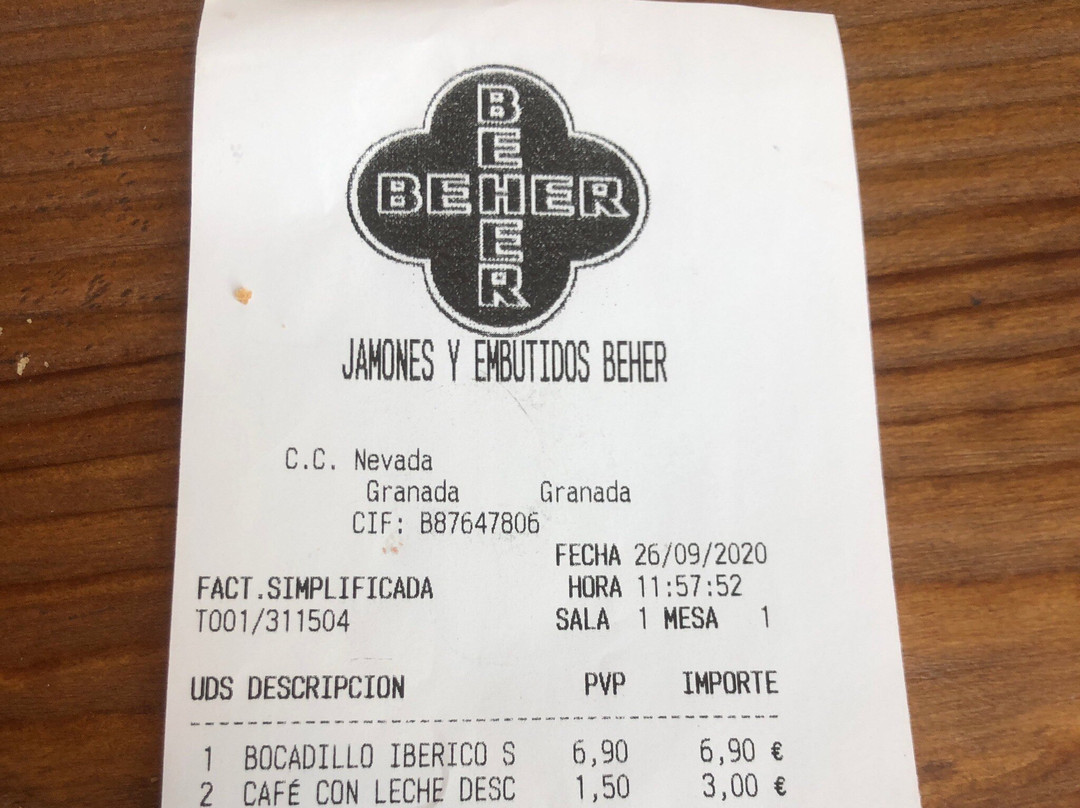 BEHER
BEHER
JAMONES Y EMBUTIDOS BEHER
C.C. Nevada
Granada Granada
CIF: B87647806
FECHA 26/09/2020
FACT.SIMPLIFICADA HORA 11:57:52
T001/311504 SALA 1 MESA 1
UDS DESCRIPCION PVP IMPORTE
1 BOCADILLO IBERICO S 6,90 6,90 €
2 CAFÉ CON LECHE DESC 1,50 3,00 €